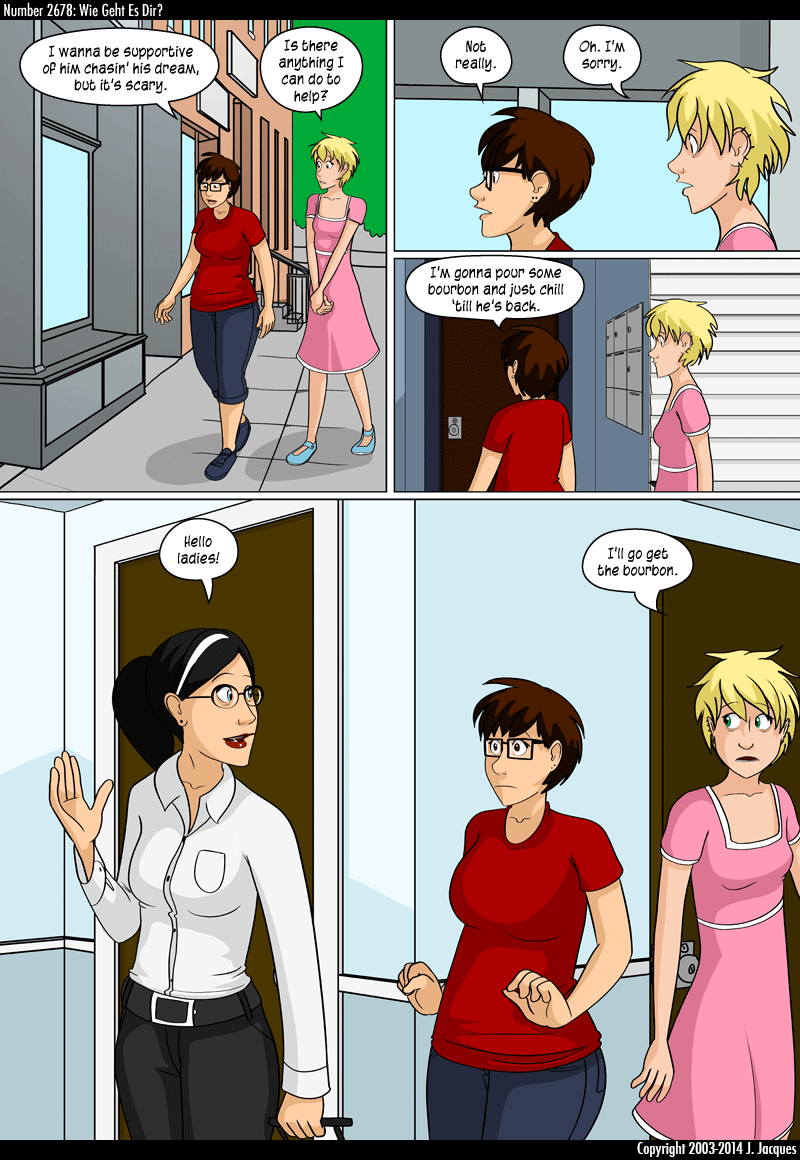 Number 2678: Wie Geht Es Dir?
I wanna be supportive
of him chasin' his dream,
but it's scary.
Is there
anything I
can do to
help?
Not
really.
Oh. I'm
sorry.
I'm gonna pour some
bourbon and just chill
'till he's back.
Hello
ladies!
I'll go get
the bourbon.
Copyright 2003-2014 J. Jacques